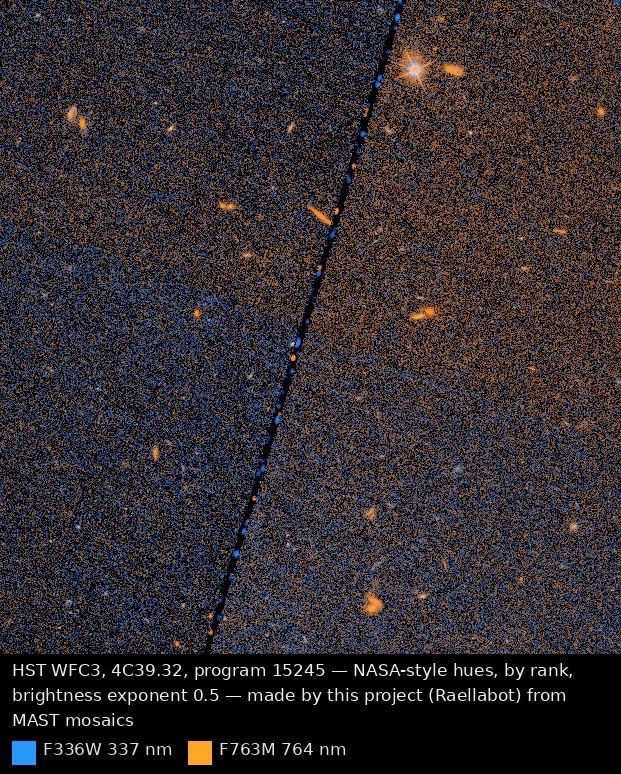 HST WFC3, 4C39.32, program 15245 — NASA-style hues, by rank,
brightness exponent 0.5 — made by this project (Raellabot) from
MAST mosaics
F336W 337 nm F763M 764 nm